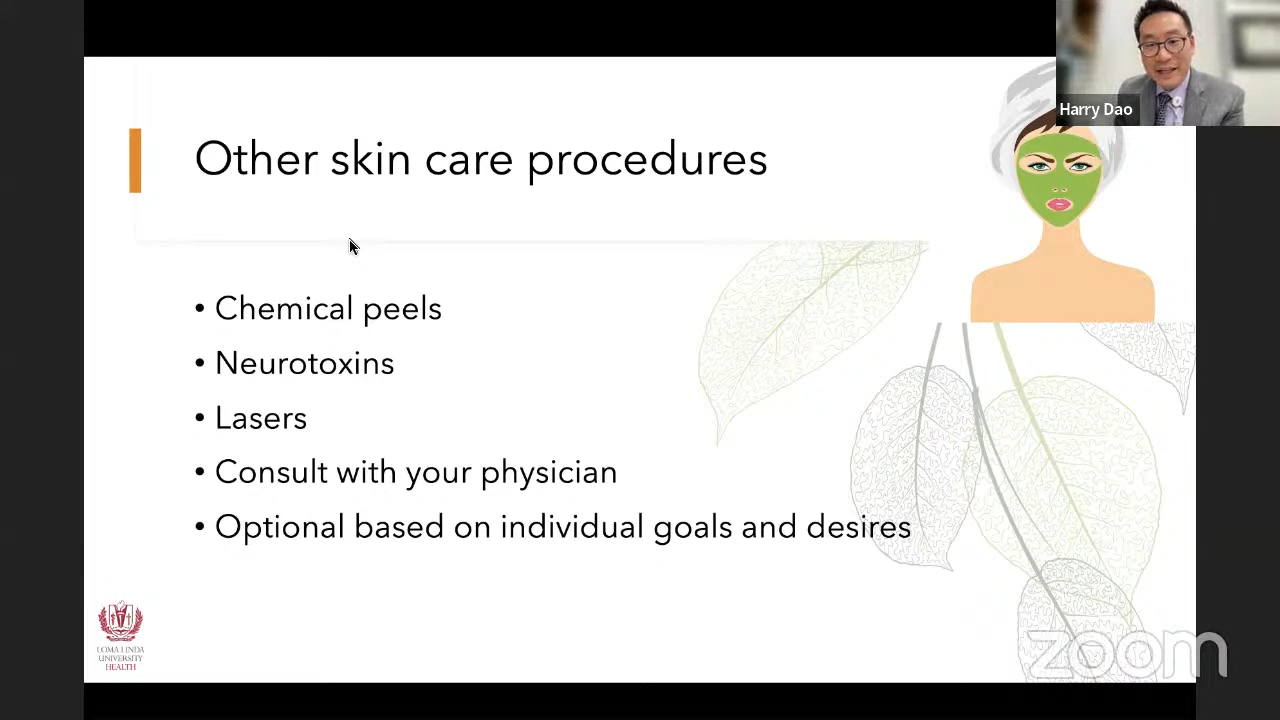 Harry Dao
Other skin care procedures
• Chemical peels
• Neurotoxins
• Lasers
• Consult with your physician
• Optional based on individual goals and desires
LOMA LINDA
UNIVERSITY
HEALTH
zoom